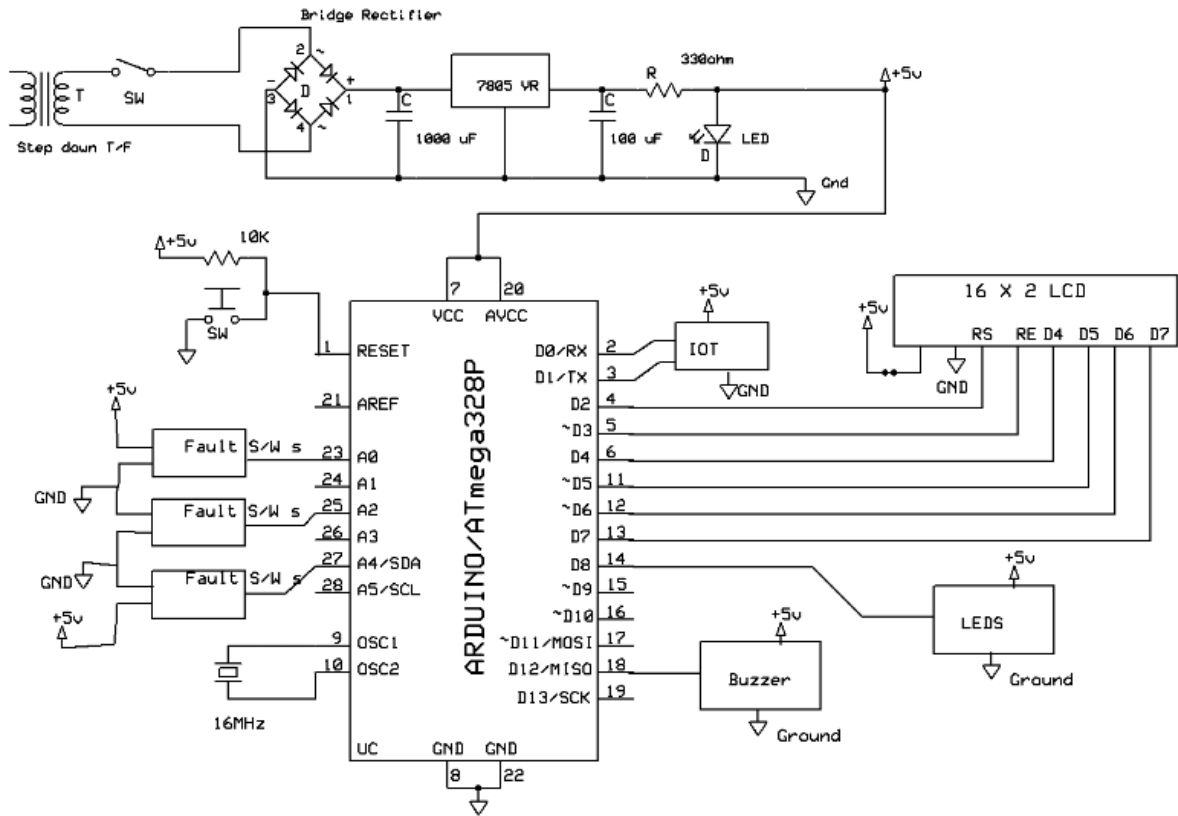 Bridge Rectifier
2 ~
T
SW
- 3
D
+ 1
4 ~
Step down T/F
C
1000 uF
7805 VR
C
100 uF
R
330ohm
D
LED
+5v
Gnd
+5v
10K
SW
7
20
VCC
AVCC
1
RESET
21
AREF
+5v
Fault S/W s
23
A0
24
A1
GND
Fault S/W s
25
A2
26
A3
GND
Fault S/W s
27
A4/SDA
28
A5/SCL
+5v
9
OSC1
10
OSC2
16MHz
ARDUINO/ATmega328P
UC
GND
GND
8
22
D0/RX
2
D1/TX
3
D2
4
~D3
5
D4
6
~D5
11
~D6
12
D7
13
D8
14
~D9
15
~D10
16
~D11/MOSI
17
D12/MISO
18
D13/SCK
19
+5v
IOT
GND
16 X 2 LCD
+5v
GND
RS
RE
D4
D5
D6
D7
+5v
LEDS
Ground
+5v
Buzzer
Ground